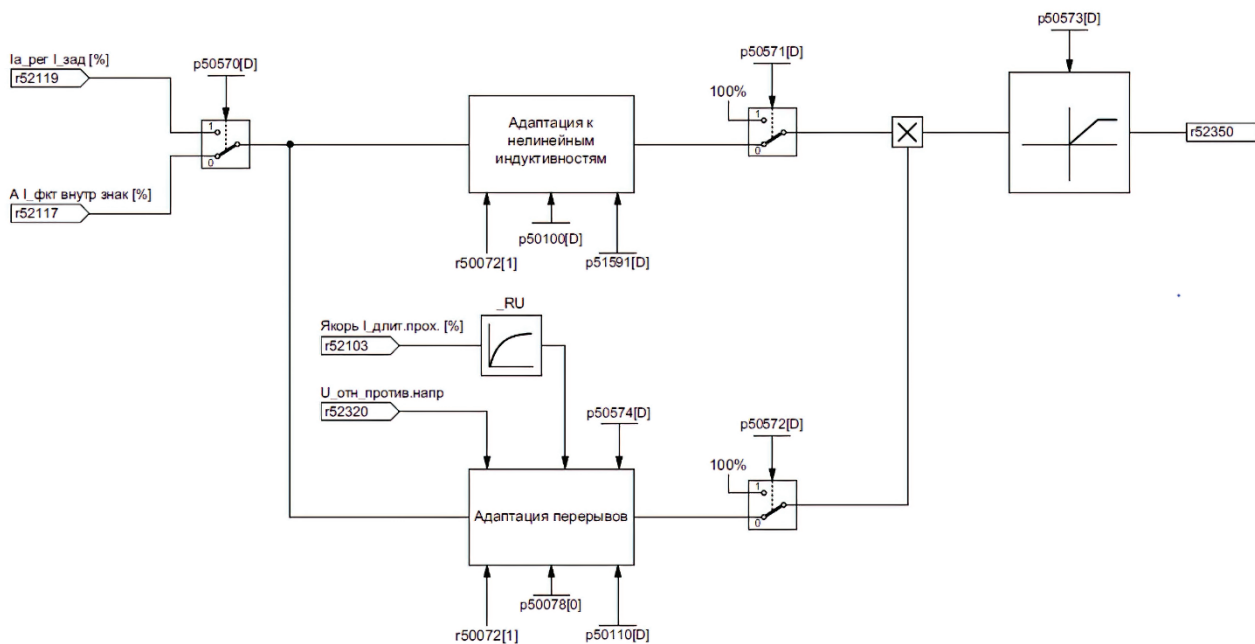 p50573[D]
Ia_рег I_зад [%]
r52119
p50570[D]
p50571[D]
100%
1
0
Адаптация к
нелинейным
индуктивностям
1
0
r52350
A I_фкт внутр знак [%]
r52117
p50100[D]
r50072[1]
p51591[D]
_RU
Якорь I_длит.прох. [%]
r52103
U_отн_против.напр
r52320
p50574[D]
p50572[D]
100%
1
0
Адаптация перерывов
p50078[0]
r50072[1]
p50110[D]